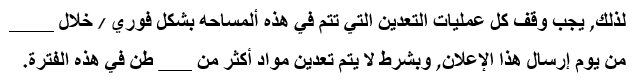 لذلك, يجب وقف كل عمليات التعدين التي تتم في هذه ألمساحه بشكل فوري / خلال _____
من يوم إرسال هذا الإعلان, وبشرط لا يتم تعدين مواد أكثر من ____ طن في هذه الفترة.